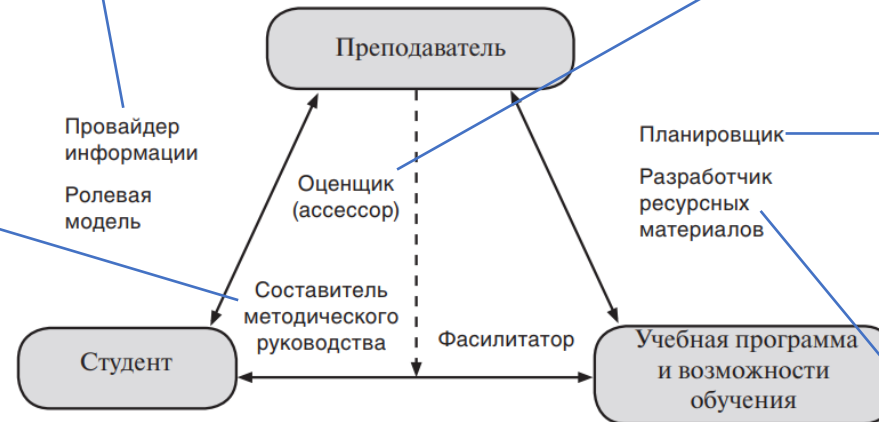 Преподаватель
Провайдер
информации
Ролевая
модель
Оценщик
(ассессор)
Планировщик
Разработчик
ресурсных
материалов
Составитель
методического
руководства
Фасилитатор
Студент
Учебная программа
и возможности
обучения